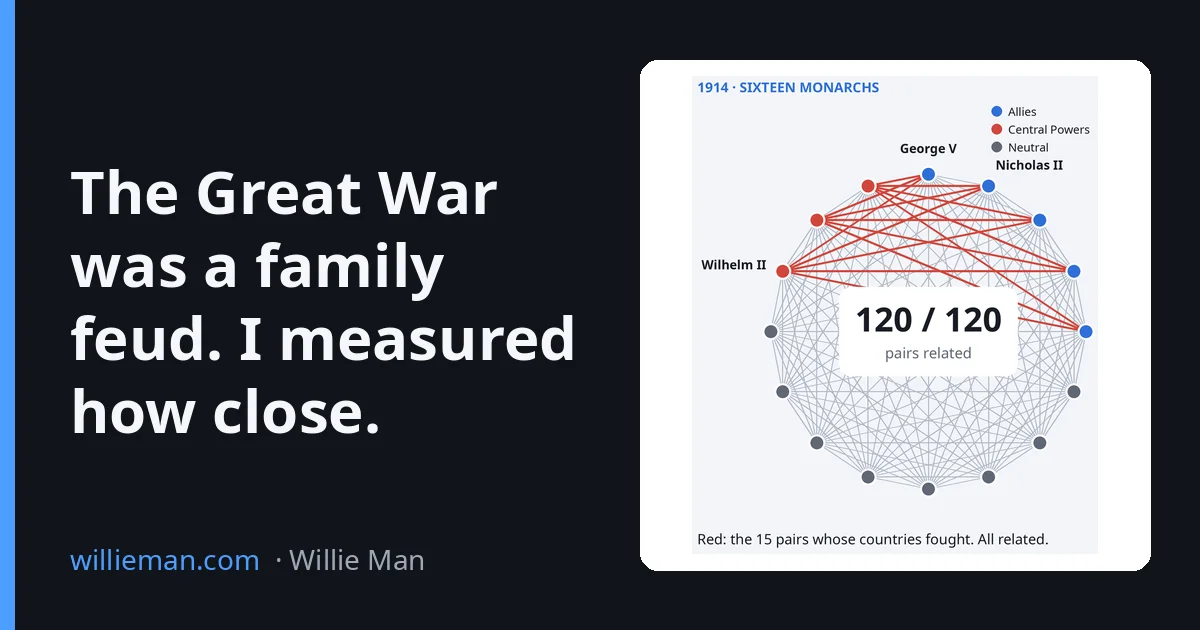 The Great War
was a family
feud. I measured
how close.
willieman.com · Willie Man
1914 · SIXTEEN MONARCHS
Allies
Central Powers
Neutral
George V
Nicholas II
Wilhelm II
120 / 120
pairs related
Red: the 15 pairs whose countries fought. All related.